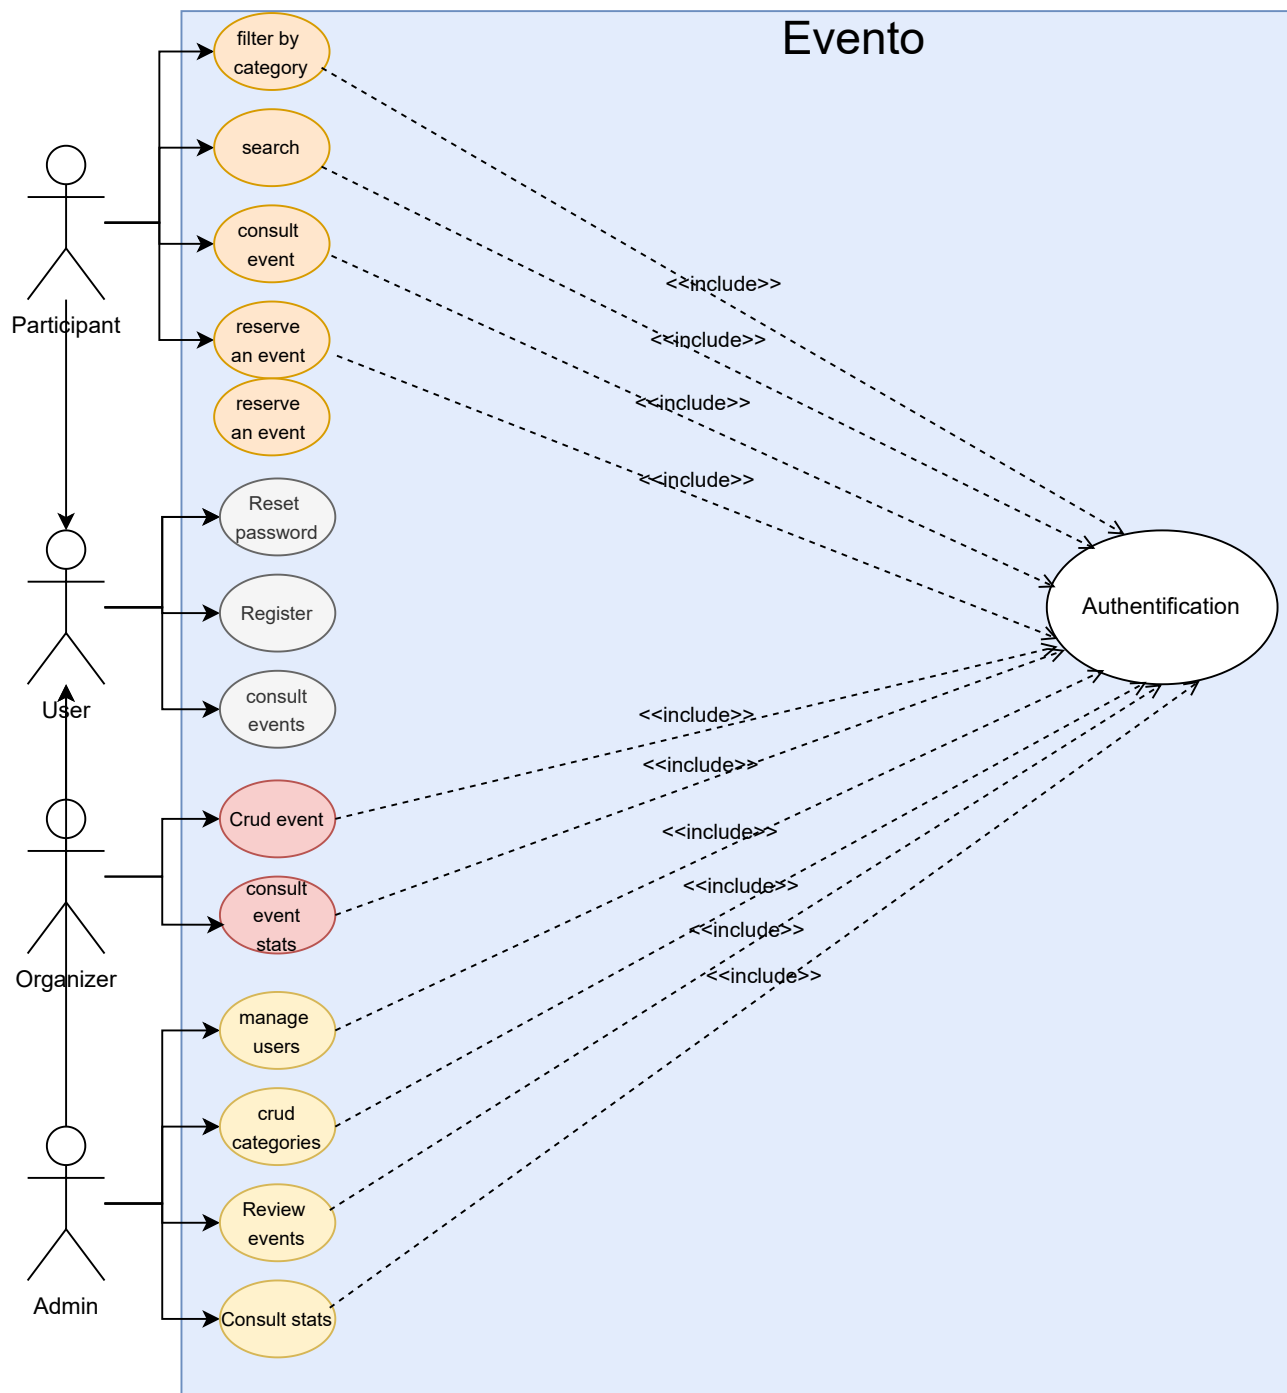 Evento
filter by
category
search
consult
event
<<include>>
Participant
reserve
an event
<<include>>
<<include>>
reserve
an event
<<include>>
Reset
password
Register
Authentification
User
consult
events
<<include>>
Crud event
<<include>>
<<include>>
consult
event
stats
<<include>>
<<include>>
Organizer
<<include>>
manage
users
crud
categories
Review
events
Admin
Consult stats